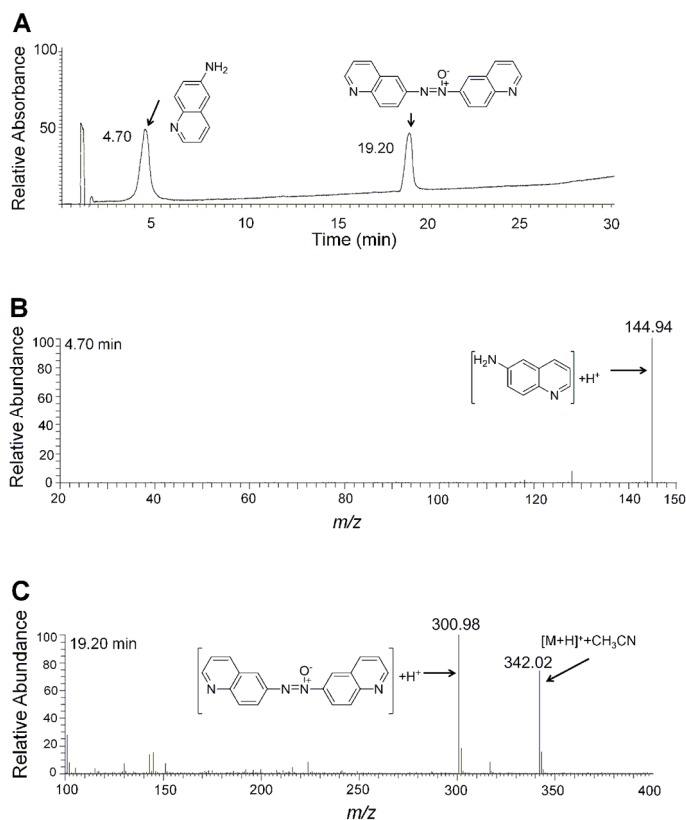 A
Relative Absorbance
100
50
4.70
NH₂
N
N
N=N
O⁻
+
N
19.20
5
10
15
20
25
30
Time (min)
B
Relative Abundance
100
80
60
40
20
0
4.70 min
144.94
H₂N
N
+H⁺
20
40
60
80
100
120
140
150
m/z
C
Relative Abundance
100
80
60
40
20
0
19.20 min
300.98
[M+H]⁺+CH₃CN
342.02
O⁻
+
N
N=N
N
+H⁺
100
150
200
250
300
350
400
m/z